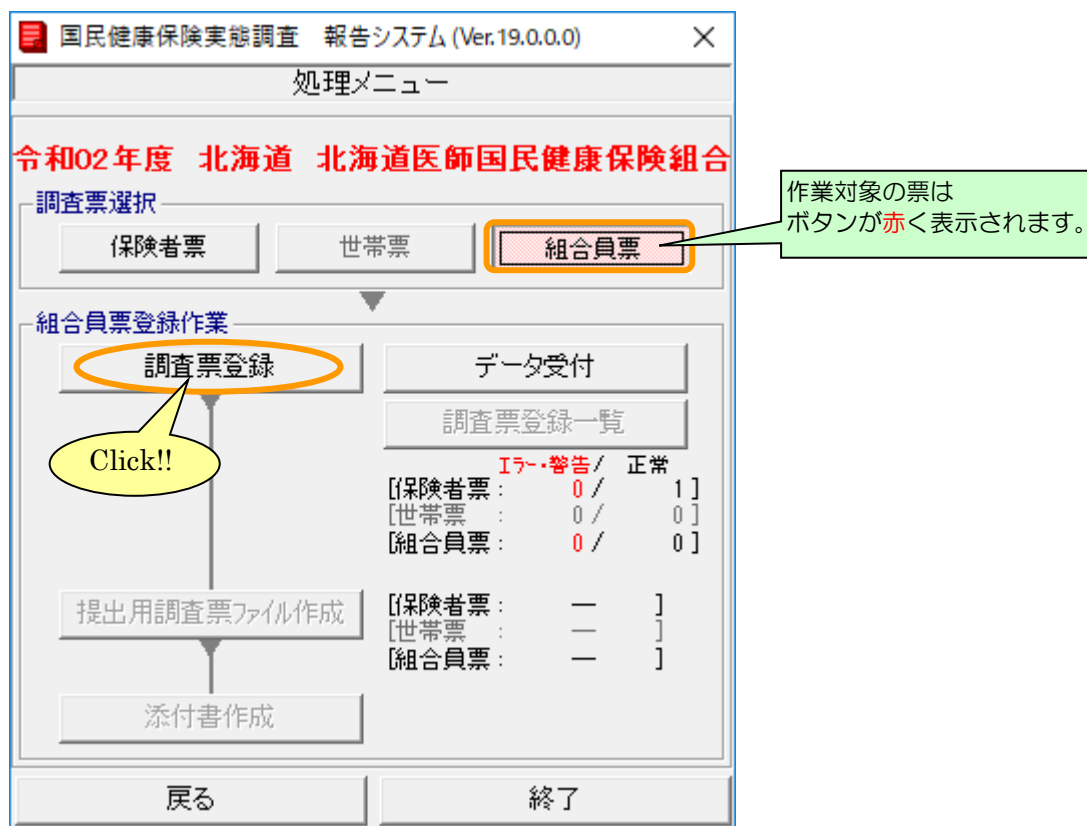 国民健康保険実態調査　報告システム (Ver.19.0.0.0)
処理メニュー
令和02年度　北海道　北海道医師国民健康保険組合
調査票選択
保険者票 世帯票 組合員票
作業対象の票は
ボタンが赤く表示されます。
組合員票登録作業
調査票登録 データ受付
Click!!
調査票登録一覧
ｴﾗｰ・警告/ 正常
[保険者票： 0/ 1]
[世帯票 ： 0/ 0]
[組合員票： 0/ 0]
提出用調査票ファイル作成
[保険者票： ― ]
[世帯票 ： ― ]
[組合員票： ― ]
添付書作成
戻る 終了